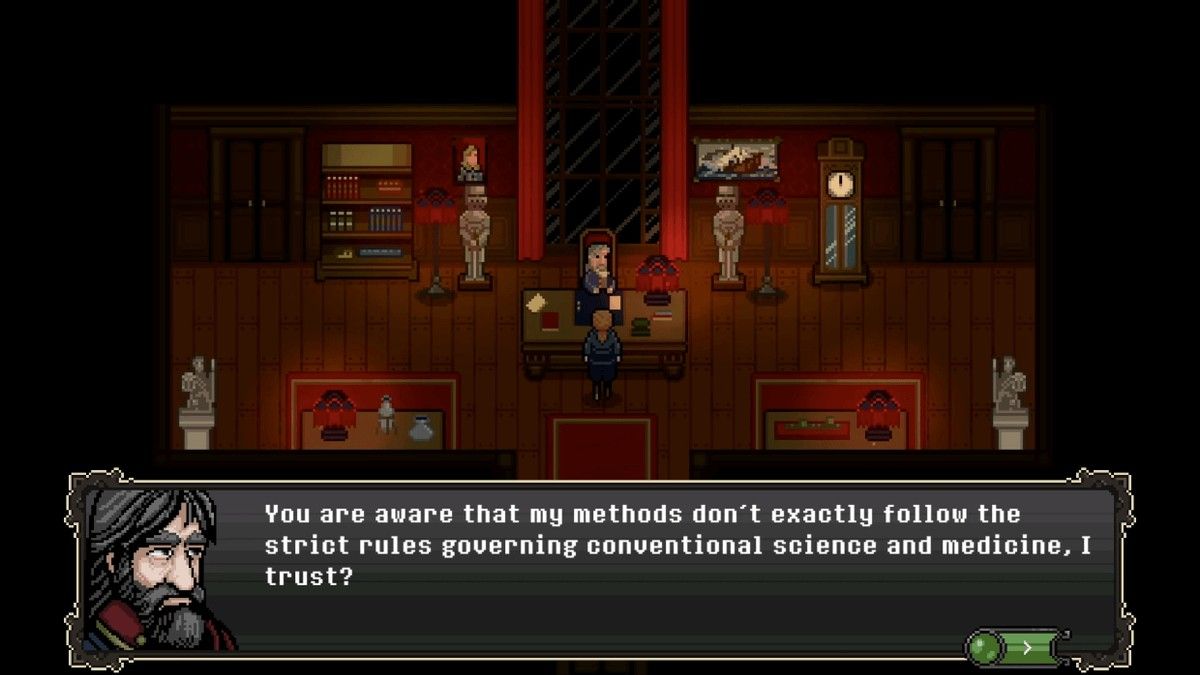 You are aware that my methods don't exactly follow the
strict rules governing conventional science and medicine, I
trust?